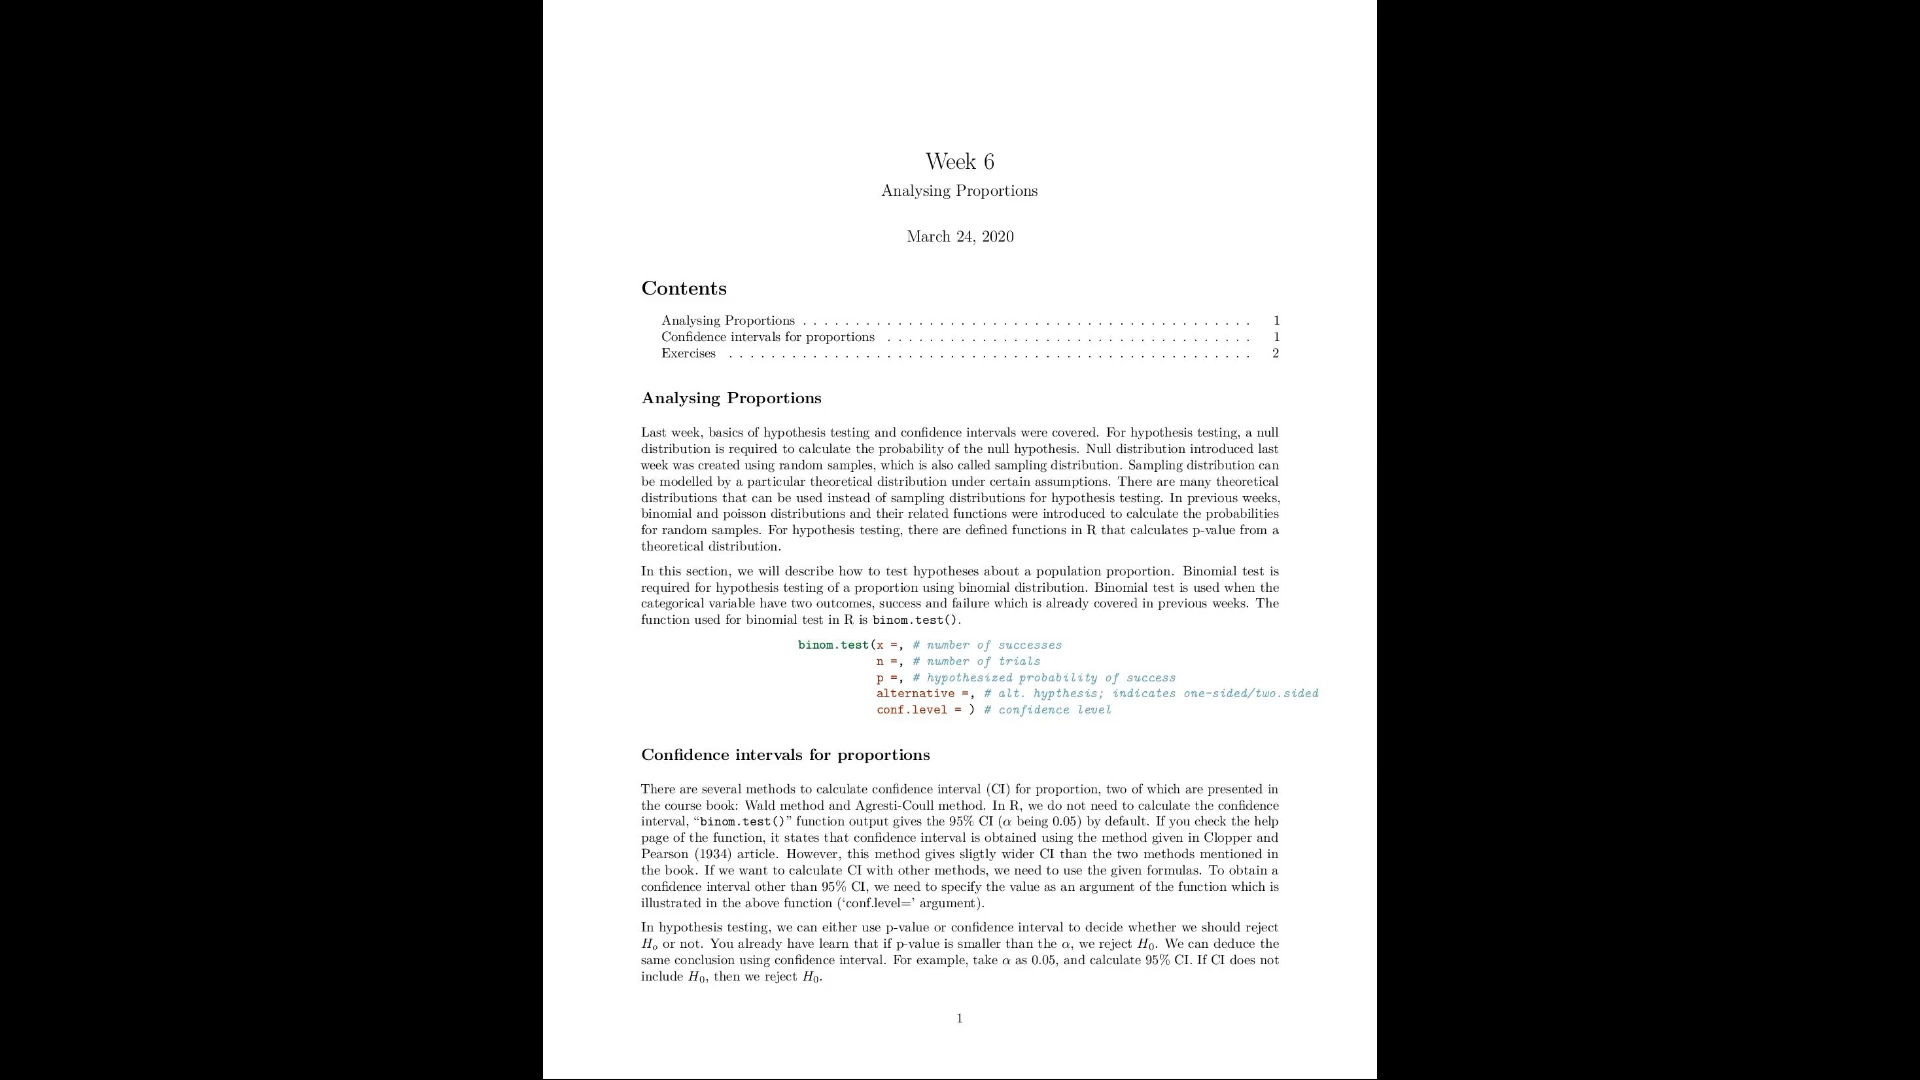 Week 6
Analysing Proportions
March 24, 2020
Contents
Analysing Proportions . . . . . . . . . . . . . . . . . . . . . . . . . . . . . . . . . . . 1
Confidence intervals for proportions . . . . . . . . . . . . . . . . . . . . . . . . . . . . 1
Exercises . . . . . . . . . . . . . . . . . . . . . . . . . . . . . . . . . . . . . . . . . 2
Analysing Proportions
Last week, basics of hypothesis testing and confidence intervals were covered. For hypothesis testing, a null
distribution is required to calculate the probability of the null hypothesis. Null distribution introduced last
week was created using random samples, which is also called sampling distribution. Sampling distribution can
be modelled by a particular theoretical distribution under certain assumptions. There are many theoretical
distributions that can be used instead of sampling distributions for hypothesis testing. In previous weeks,
binomial and poisson distributions and their related functions were introduced to calculate the probabilities
for random samples. For hypothesis testing, there are defined functions in R that calculates p-value from a
theoretical distribution.
In this section, we will describe how to test hypotheses about a population proportion. Binomial test is
required for hypothesis testing of a proportion using binomial distribution. Binomial test is used when the
categorical variable have two outcomes, success and failure which is already covered in previous weeks. The
function used for binomial test in R is binom.test().
binom.test(x =, # number of successes
n =, # number of trials
p =, # hypothesized probability of success
alternative =, # alt. hypthesis; indicates one-sided/two.sided
conf.level = ) # confidence level
Confidence intervals for proportions
There are several methods to calculate confidence interval (CI) for proportion, two of which are presented in
the course book: Wald method and Agresti-Coull method. In R, we do not need to calculate the confidence
interval, “binom.test()” function output gives the 95% CI (α being 0.05) by default. If you check the help
page of the function, it states that confidence interval is obtained using the method given in Clopper and
Pearson (1934) article. However, this method gives sligtly wider CI than the two methods mentioned in
the book. If we want to calculate CI with other methods, we need to use the given formulas. To obtain a
confidence interval other than 95% CI, we need to specify the value as an argument of the function which is
illustrated in the above function (‘conf.level=’ argument).
In hypothesis testing, we can either use p-value or confidence interval to decide whether we should reject
Hₒ or not. You already have learn that if p-value is smaller than the α, we reject H₀. We can deduce the
same conclusion using confidence interval. For example, take α as 0.05, and calculate 95% CI. If CI does not
include H₀, then we reject H₀.
1